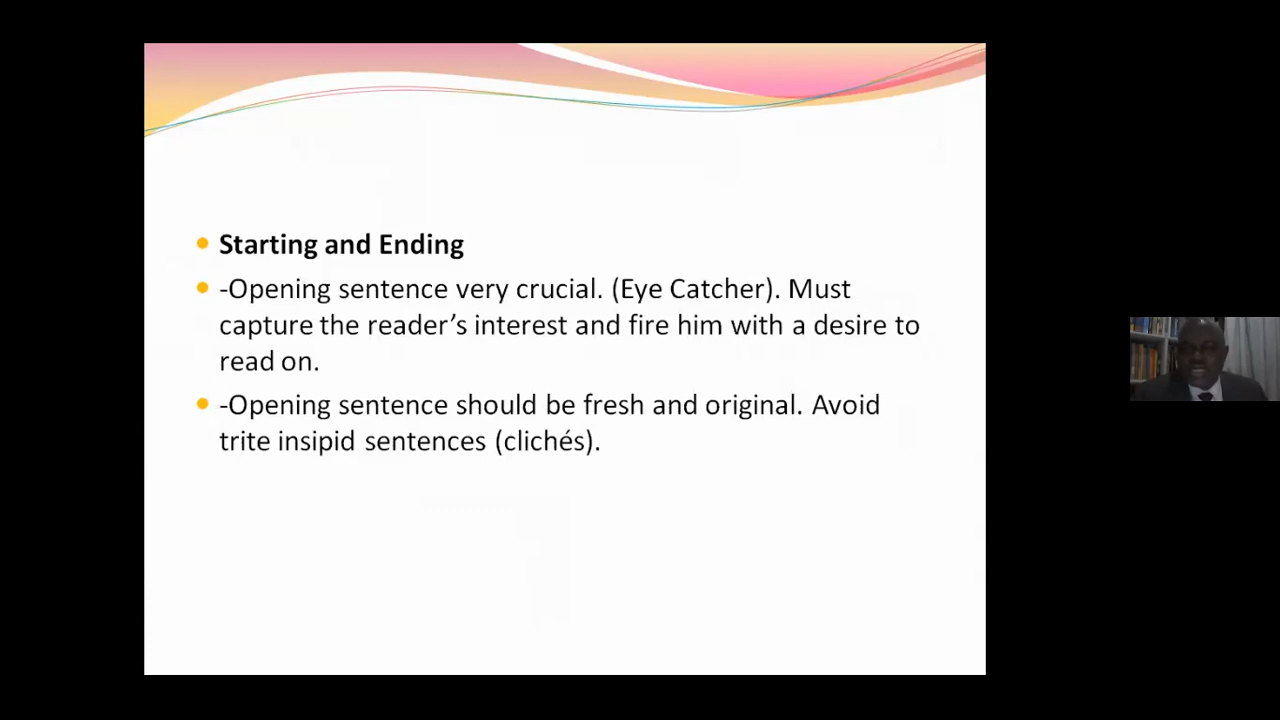 Starting and Ending
-Opening sentence very crucial. (Eye Catcher). Must
capture the reader’s interest and fire him with a desire to
read on.
-Opening sentence should be fresh and original. Avoid
trite insipid sentences (clichés).